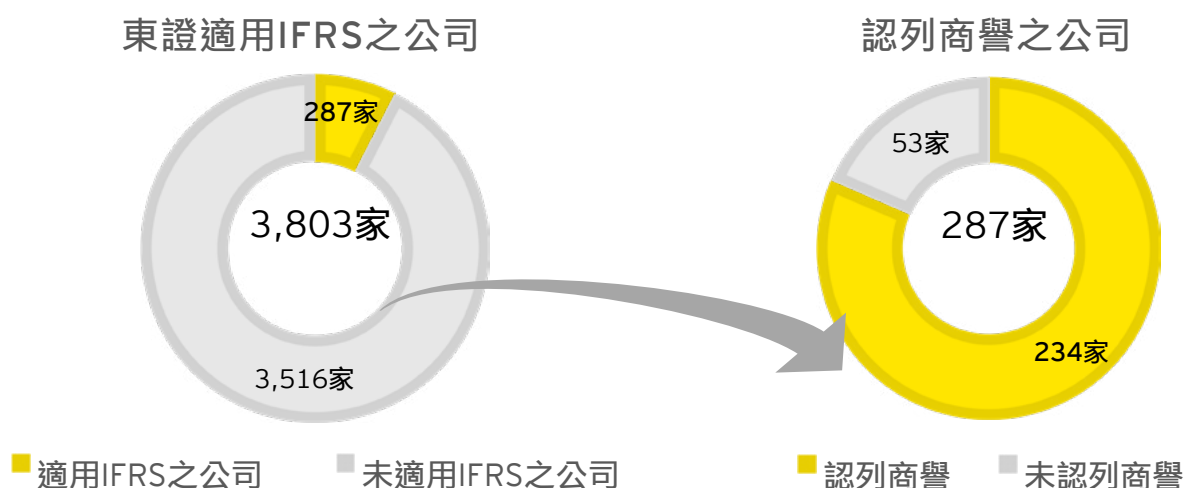 東證適用IFRS之公司
287家
3,803家
3,516家
適用IFRS之公司
未適用IFRS之公司
認列商譽之公司
53家
287家
234家
認列商譽
未認列商譽